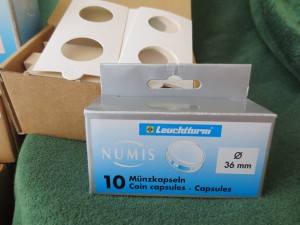 Leuchtturm
NUMIS
Ø
36 mm
10 Münzkapseln
Coin capsules - Capsules